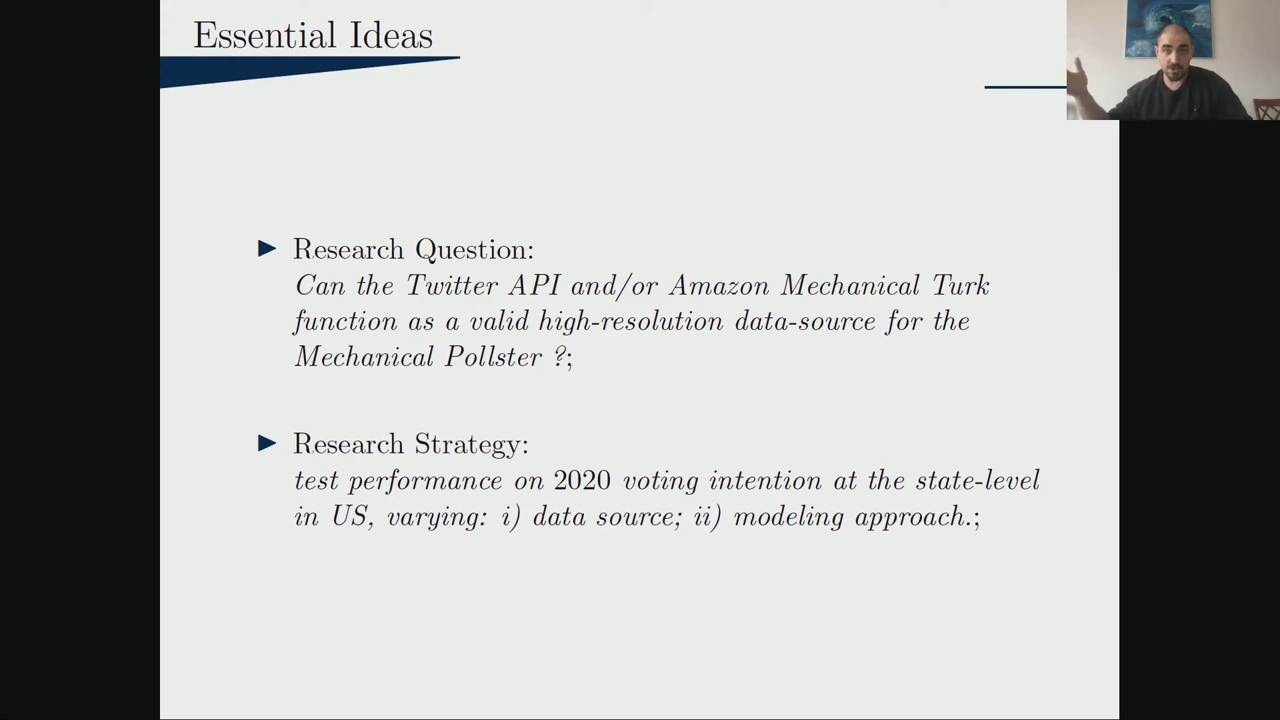 Essential Ideas
Research Question:
Can the Twitter API and/or Amazon Mechanical Turk
function as a valid high-resolution data-source for the
Mechanical Pollster ?;
Research Strategy:
test performance on 2020 voting intention at the state-level
in US, varying: i) data source; ii) modeling approach.;